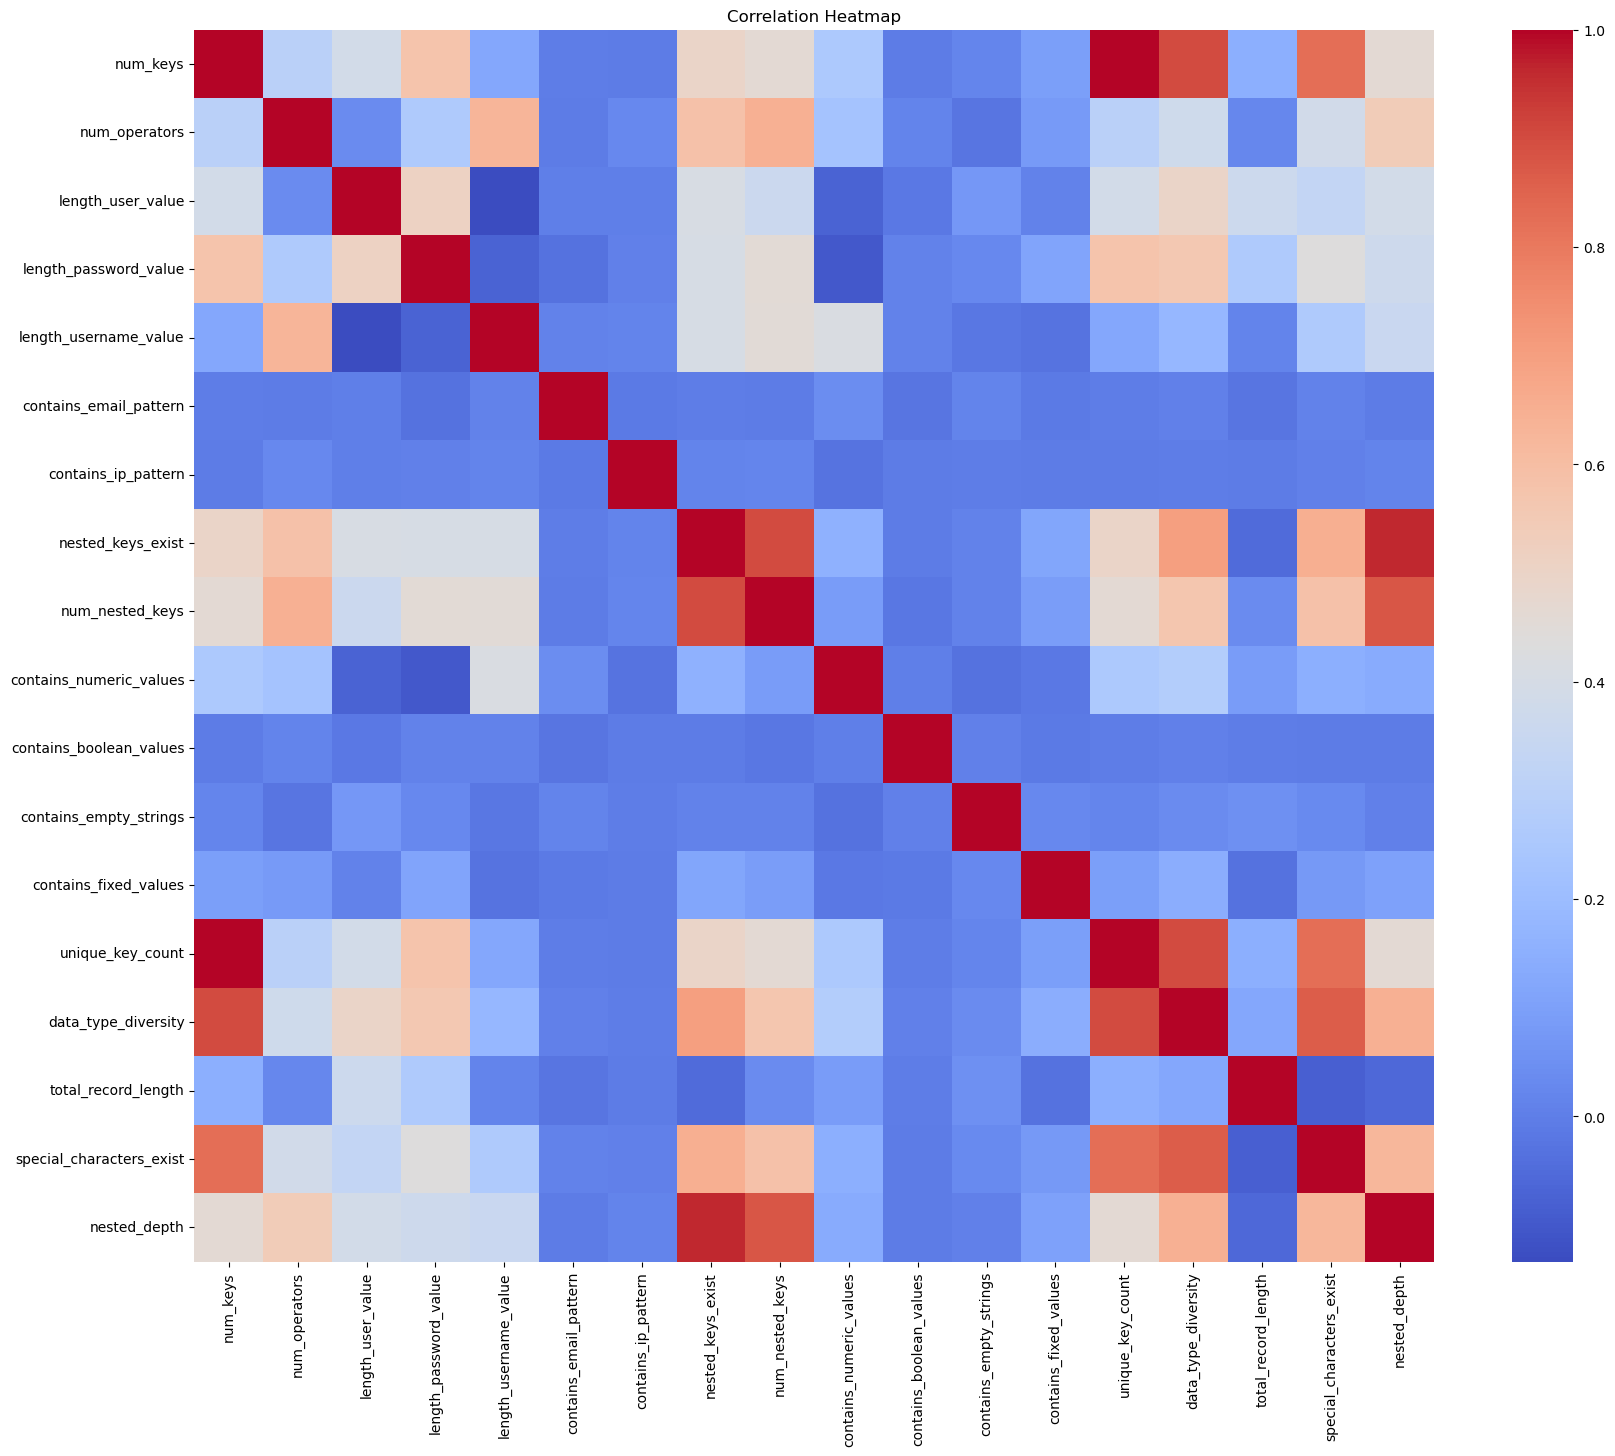 Correlation Heatmap
num_keys
num_operators
length_user_value
length_password_value
length_username_value
contains_email_pattern
contains_ip_pattern
nested_keys_exist
num_nested_keys
contains_numeric_values
contains_boolean_values
contains_empty_strings
contains_fixed_values
unique_key_count
data_type_diversity
total_record_length
special_characters_exist
nested_depth
num_keys
num_operators
length_user_value
length_password_value
length_username_value
contains_email_pattern
contains_ip_pattern
nested_keys_exist
num_nested_keys
contains_numeric_values
contains_boolean_values
contains_empty_strings
contains_fixed_values
unique_key_count
data_type_diversity
total_record_length
special_characters_exist
nested_depth
1.0
0.8
0.6
0.4
0.2
0.0